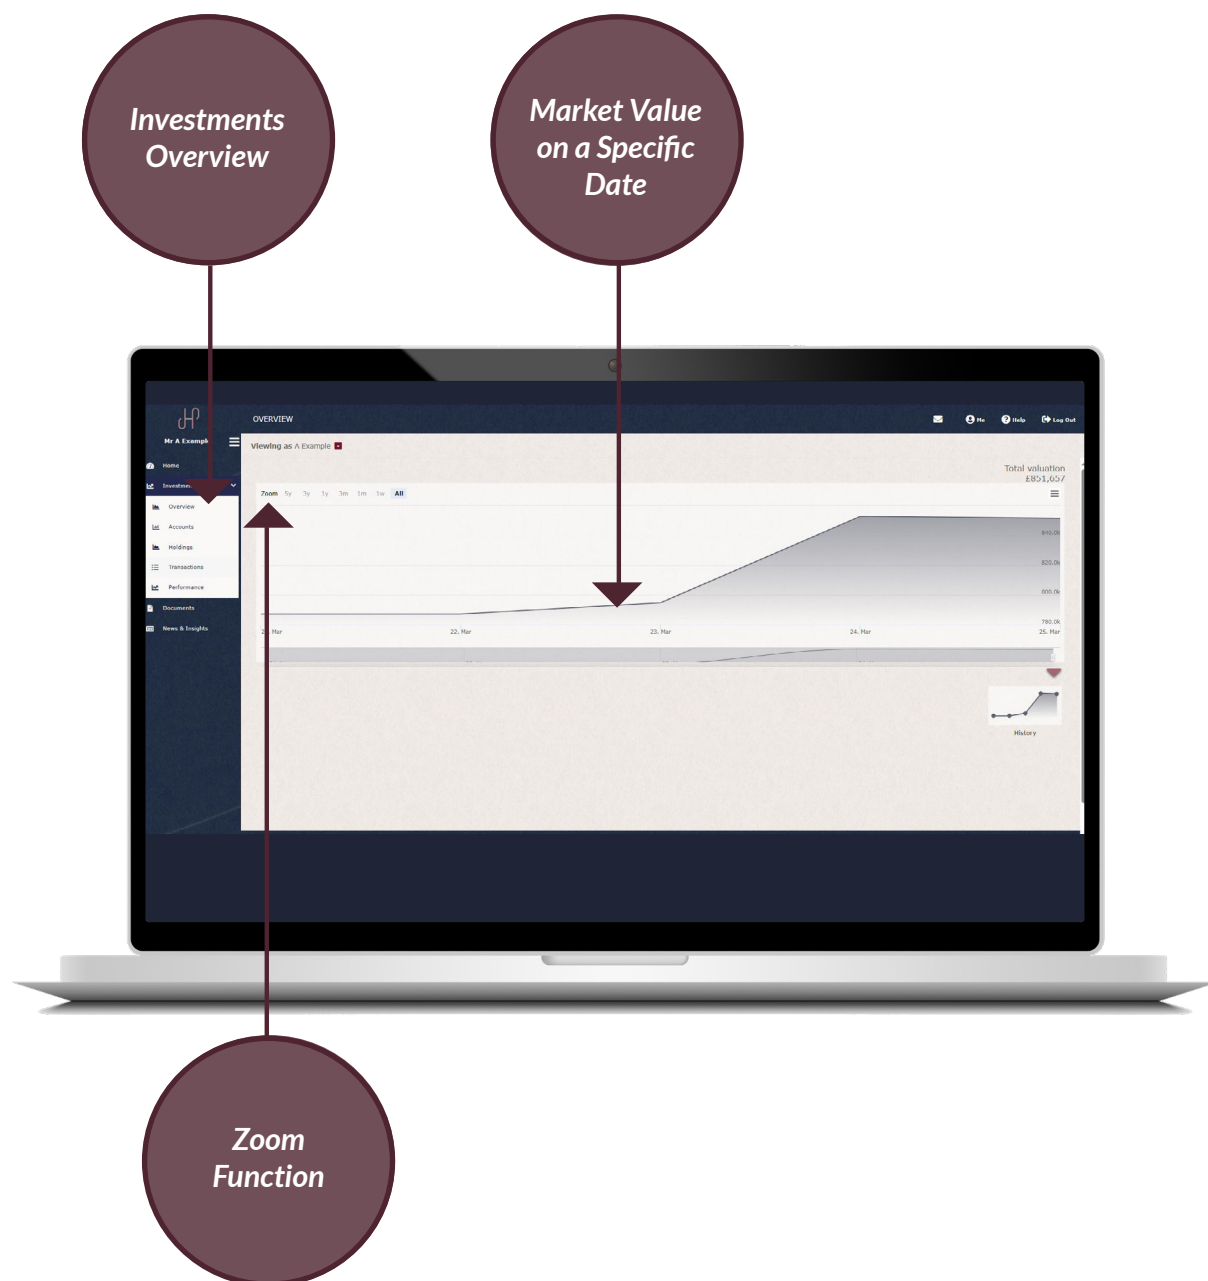 Investments
Overview
Market Value
on a Specific
Date
OVERVIEW
Me
Help
Log Out
Mr A Example
Viewing as A Example
Home
Total valuation
£851,657
Zoom 5y 3y 1y 3m 1m 1w All
Overview
Accounts
Holdings
Transactions
Performance
Documents
News & Insights
840.0k
820.0k
800.0k
780.0k
22. Mar
23. Mar
24. Mar
25. Mar
History
Zoom
Function